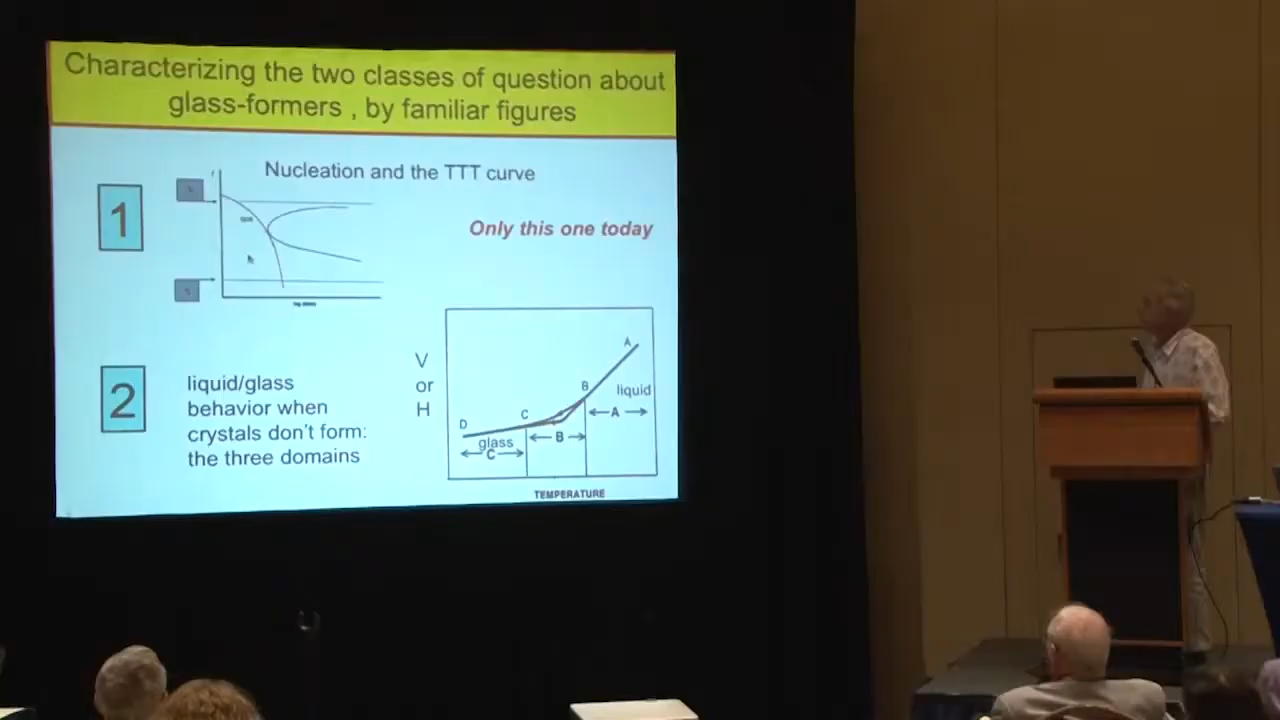 Characterizing the two classes of question about
glass-formers , by familiar figures
Nucleation and the TTT curve
1
Only this one today
2
liquid/glass
behavior when
crystals don't form:
the three domains
V
or
H
A
B
liquid
A
C
B
D
glass
C
TEMPERATURE